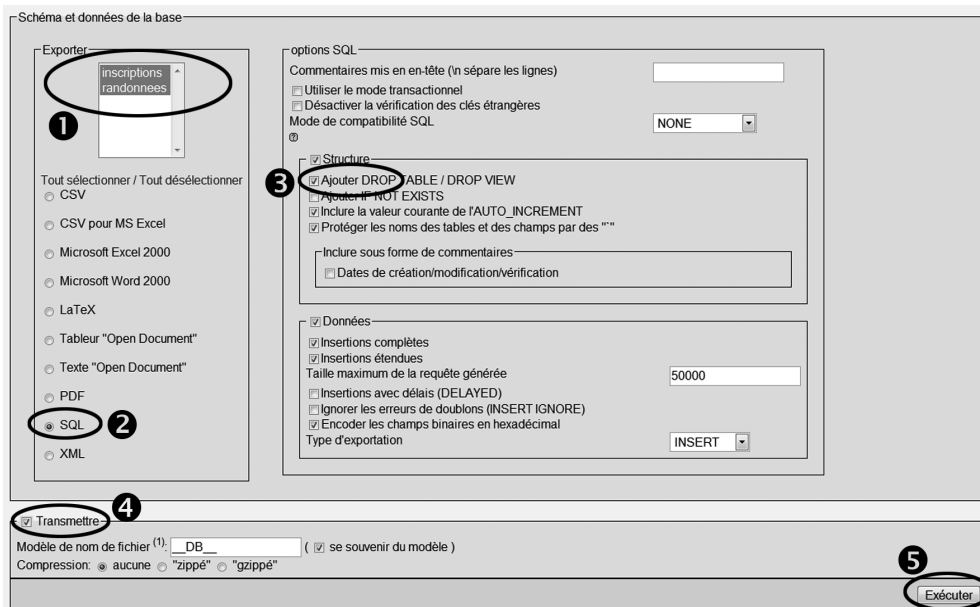 Schéma et données de la base
Exporter
inscriptions
randonnees
1
Tout sélectionner / Tout désélectionner
CSV
CSV pour MS Excel
Microsoft Excel 2000
Microsoft Word 2000
LaTeX
Tableur "Open Document"
Texte "Open Document"
PDF
SQL
2
XML
options SQL
Commentaires mis en en-tête (\n sépare les lignes)
Utiliser le mode transactionnel
Désactiver la vérification des clés étrangères
Mode de compatibilité SQL
NONE
Structure
3
Ajouter DROP TABLE / DROP VIEW
Ajouter IF NOT EXISTS
Inclure la valeur courante de l'AUTO_INCREMENT
Protéger les noms des tables et des champs par des "`"
Inclure sous forme de commentaires
Dates de création/modification/vérification
Données
Insertions complètes
Insertions étendues
Taille maximum de la requête générée
50000
Insertions avec délais (DELAYED)
Ignorer les erreurs de doublons (INSERT IGNORE)
Encoder les champs binaires en hexadécimal
Type d'exportation
INSERT
4
Transmettre
Modèle de nom de fichier (1): __DB__ ( se souvenir du modèle )
Compression: aucune "zippé" "gzippé"
5
Exécuter